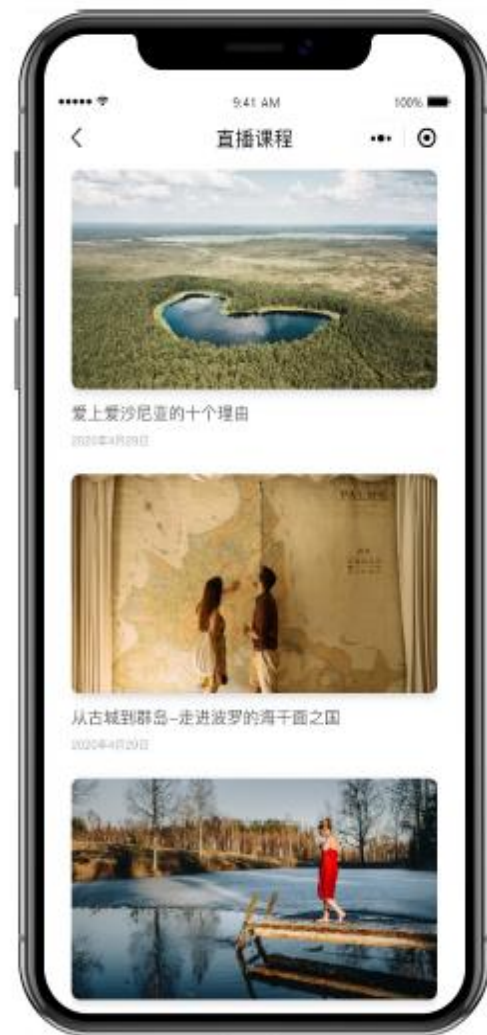 9:41 AM
100%
直播课程
爱上爱沙尼亚的十个理由
2020年4月29日
从古城到群岛-走进波罗的海千面之国
2020年4月29日